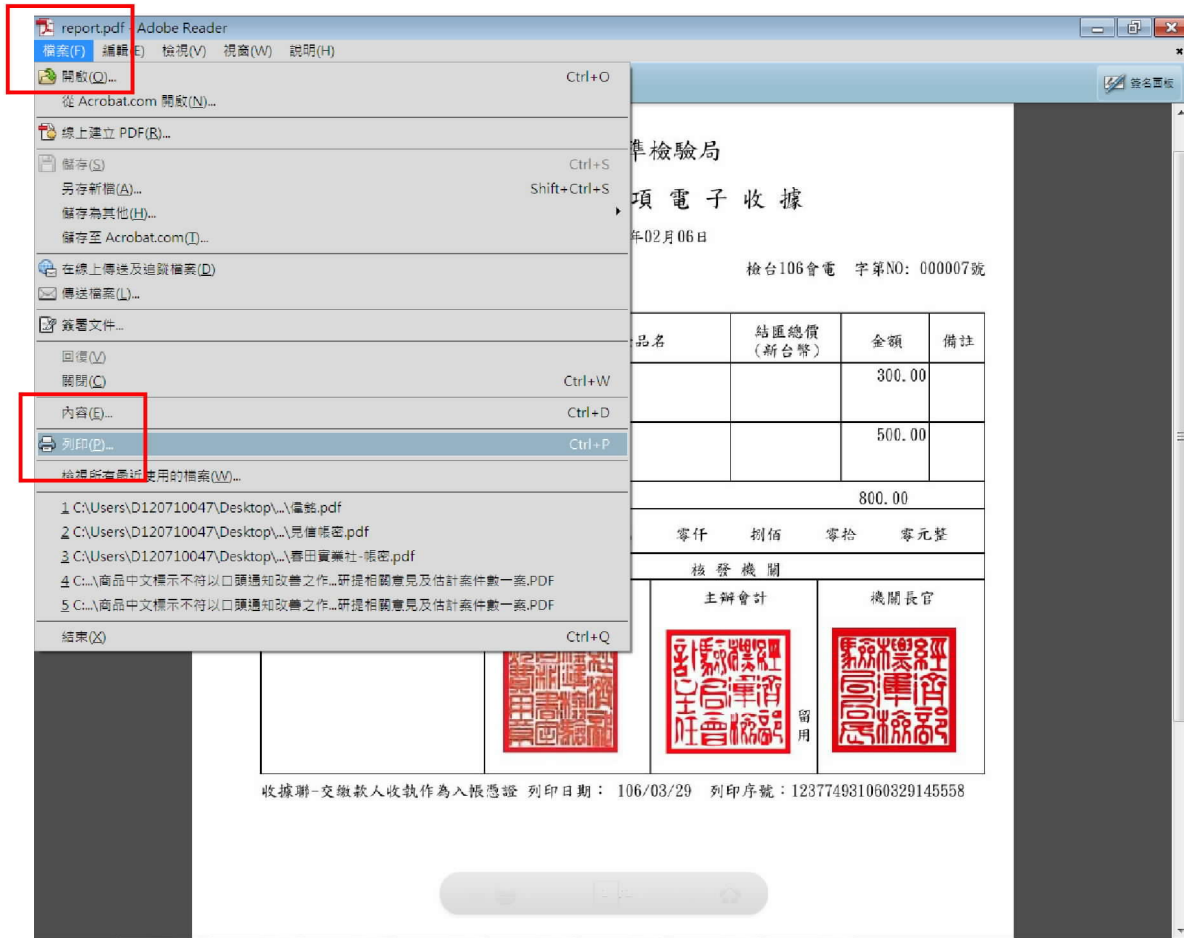 report.pdf - Adobe Reader
檔案(F) 編輯(E) 檢視(V) 視窗(W) 說明(H)
開啟(O)... Ctrl+O
簽名面板
從 Acrobat.com 開啟(N)...
線上建立 PDF(R)...
儲存(S) Ctrl+S
另存新檔(A)... Shift+Ctrl+S
儲存為其他(H)...
儲存至 Acrobat.com(T)...
在線上傳送及追蹤檔案(D)
傳送檔案(L)...
簽署文件...
回復(V)
關閉(C) Ctrl+W
內容(E)... Ctrl+D
列印(P)... Ctrl+P
檢視所有最近使用的檔案(W)...
1 C:\Users\D120710047\Desktop\...\偉銘.pdf
2 C:\Users\D120710047\Desktop\...\見信帳密.pdf
3 C:\Users\D120710047\Desktop\...\春田實業社-帳密.pdf
4 C:...\商品中文標示不符以口頭通知改善之作...研提相關意見及估計案件數一案.PDF
5 C:...\商品中文標示不符以口頭通知改善之作...研提相關意見及估計案件數一案.PDF
結束(X) Ctrl+Q
準檢驗局
項電子收據
年02月06日
檢台106會電 字第NO: 000007號
品名 結匯總價 金額 備註
(新台幣)
300.00
500.00
800.00
零仟 捌佰 零拾 零元整
核發機關
主辦會計 機關長官
留用
收據聯-交繳款人收執作為入帳憑證 列印日期： 106/03/29 列印序號：123774931060329145558